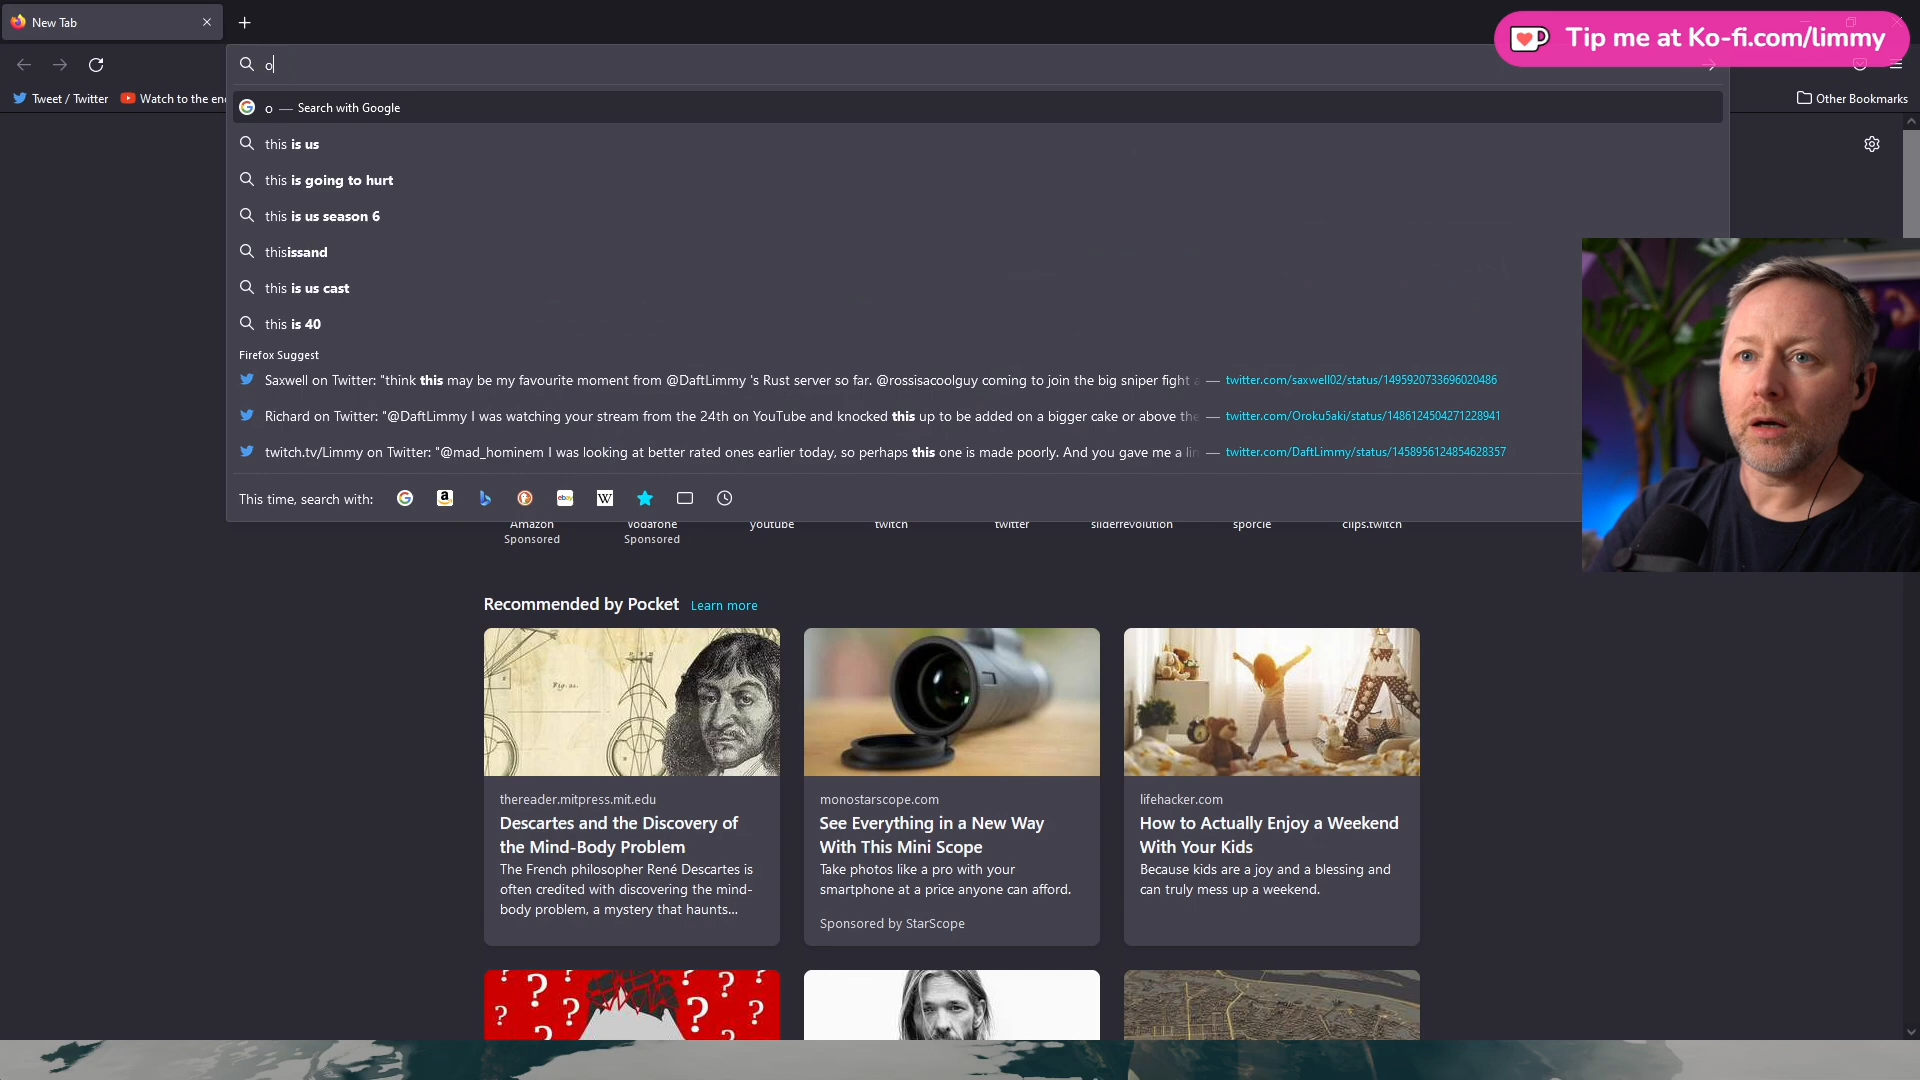 New Tab
Tip me at Ko-fi.com/limmy
o
Tweet / Twitter
Watch to the en
Other Bookmarks
o — Search with Google
this is us
this is going to hurt
this is us season 6
thisissand
this is us cast
this is 40
Firefox Suggest
Saxwell on Twitter: "think this may be my favourite moment from @DaftLimmy 's Rust server so far. @rossisacoolguy coming to join the big sniper fight a — twitter.com/saxwell02/status/1495920733696020486
Richard on Twitter: "@DaftLimmy I was watching your stream from the 24th on YouTube and knocked this up to be added on a bigger cake or above the — twitter.com/Oroku5aki/status/1486124504271228941
twitch.tv/Limmy on Twitter: "@mad_hominem I was looking at better rated ones earlier today, so perhaps this one is made poorly. And you gave me a lin — twitter.com/DaftLimmy/status/1458956124854628357
This time, search with:
Amazon
Sponsored
Vodafone
Sponsored
youtube
twitch
twitter
sliderrevolution
sporcle
clips.twitch
Recommended by Pocket Learn more
thereader.mitpress.mit.edu
Descartes and the Discovery of
the Mind-Body Problem
The French philosopher René Descartes is
often credited with discovering the mind-
body problem, a mystery that haunts...
monostarscope.com
See Everything in a New Way
With This Mini Scope
Take photos like a pro with your
smartphone at a price anyone can afford.
Sponsored by StarScope
lifehacker.com
How to Actually Enjoy a Weekend
With Your Kids
Because kids are a joy and a blessing and
can truly mess up a weekend.